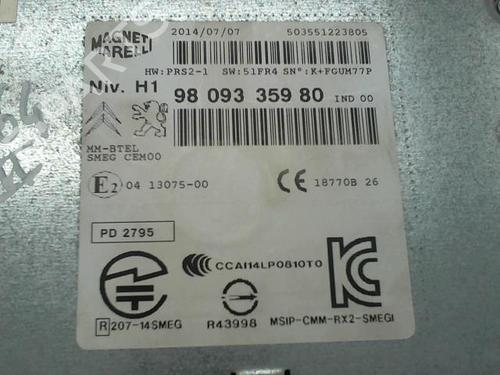 MAGNETI
MARELLI
2014/07/07
503551223805
HW:PRS2-1 SW:51FR4 SN°:K+FGUM77P
Niv. H1
98 093 359 80 IND 00
MM-BTEL
SMEG CEM00
E2 04 13075-00
CE 18770B 26
PD 2795
CCAI14LP0810T0
R 207-14SMEG
R43998
MSIP-CMM-RX2-SMEGI